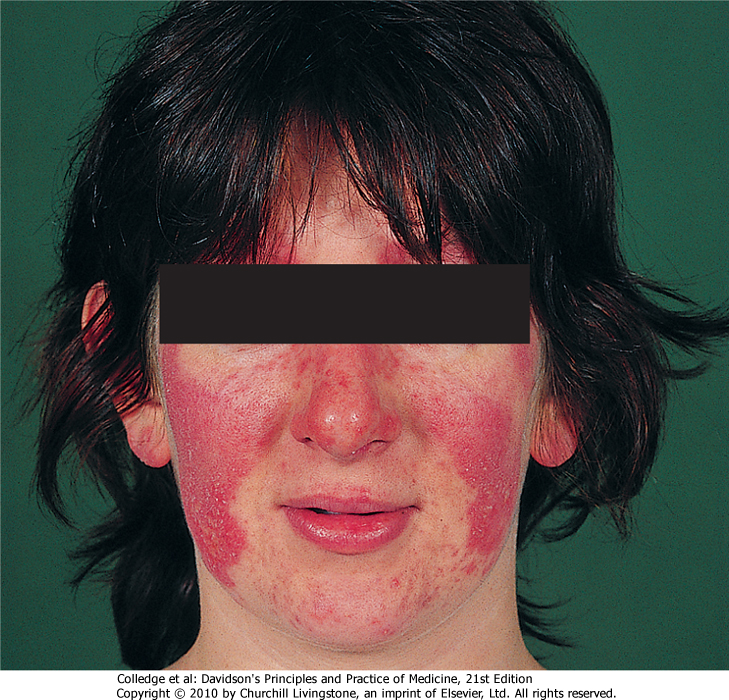 Colledge et al: Davidson's Principles and Practice of Medicine, 21st Edition
Copyright © 2010 by Churchill Livingstone, an imprint of Elsevier, Ltd. All rights reserved.